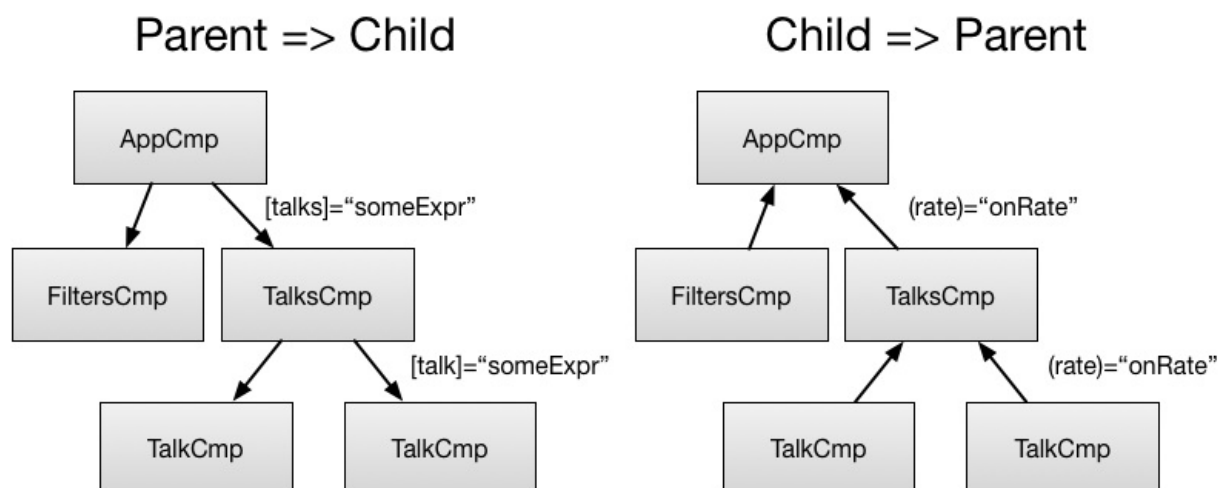 Parent => Child
AppCmp
[talks]=“someExpr”
FiltersCmp
TalksCmp
[talk]=“someExpr”
TalkCmp
TalkCmp
Child => Parent
AppCmp
(rate)=“onRate”
FiltersCmp
TalksCmp
(rate)=“onRate”
TalkCmp
TalkCmp